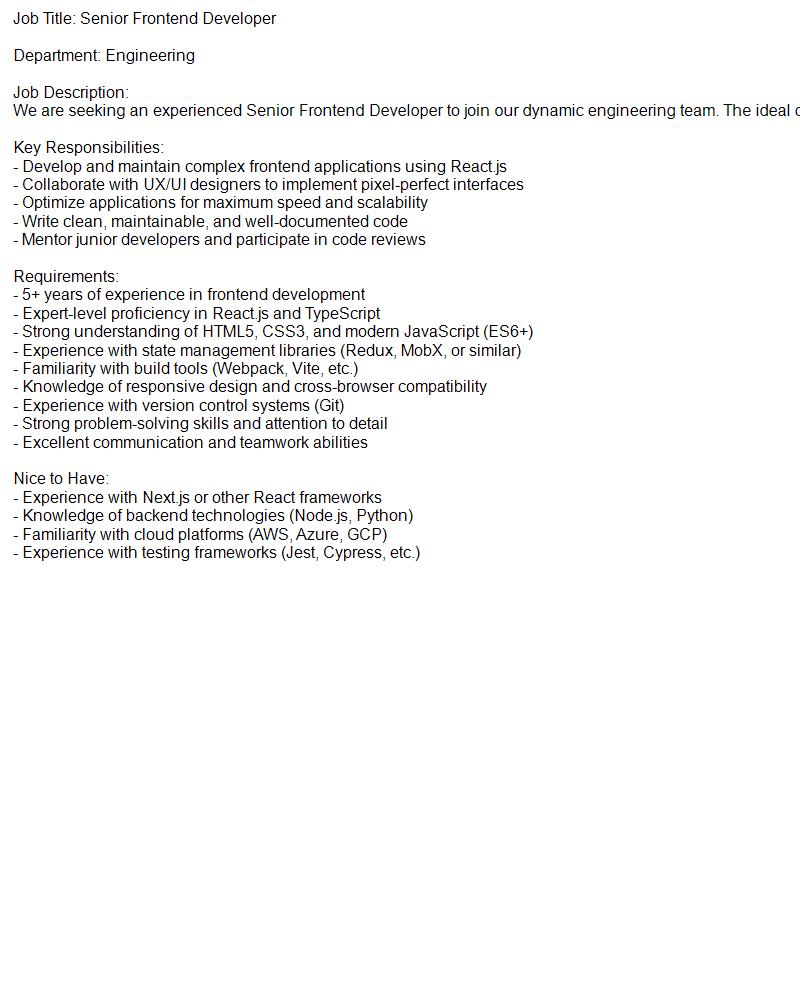 Job Title: Senior Frontend Developer
Department: Engineering
Job Description:
We are seeking an experienced Senior Frontend Developer to join our dynamic engineering team. The ideal
Key Responsibilities:
- Develop and maintain complex frontend applications using React.js
- Collaborate with UX/UI designers to implement pixel-perfect interfaces
- Optimize applications for maximum speed and scalability
- Write clean, maintainable, and well-documented code
- Mentor junior developers and participate in code reviews
Requirements:
- 5+ years of experience in frontend development
- Expert-level proficiency in React.js and TypeScript
- Strong understanding of HTML5, CSS3, and modern JavaScript (ES6+)
- Experience with state management libraries (Redux, MobX, or similar)
- Familiarity with build tools (Webpack, Vite, etc.)
- Knowledge of responsive design and cross-browser compatibility
- Experience with version control systems (Git)
- Strong problem-solving skills and attention to detail
- Excellent communication and teamwork abilities
Nice to Have:
- Experience with Next.js or other React frameworks
- Knowledge of backend technologies (Node.js, Python)
- Familiarity with cloud platforms (AWS, Azure, GCP)
- Experience with testing frameworks (Jest, Cypress, etc.)